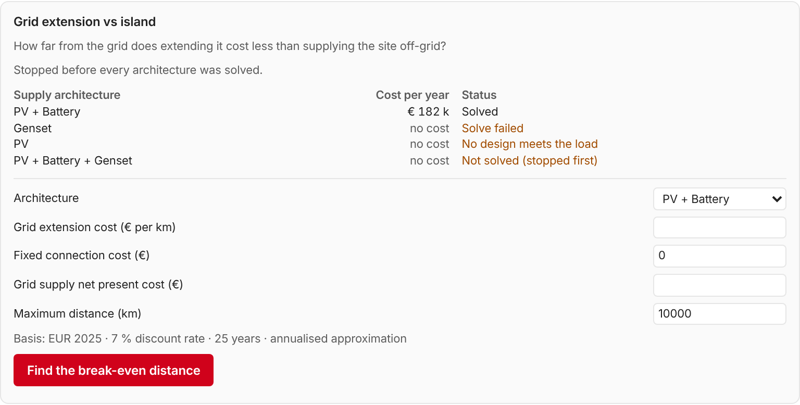 Grid extension vs island
How far from the grid does extending it cost less than supplying the site off-grid?
Stopped before every architecture was solved.
Supply architecture Cost per year Status
PV + Battery € 182 k Solved
Genset no cost Solve failed
PV no cost No design meets the load
PV + Battery + Genset no cost Not solved (stopped first)
Architecture PV + Battery
Grid extension cost (€ per km)
Fixed connection cost (€) 0
Grid supply net present cost (€)
Maximum distance (km) 10000
Basis: EUR 2025 · 7 % discount rate · 25 years · annualised approximation
Find the break-even distance